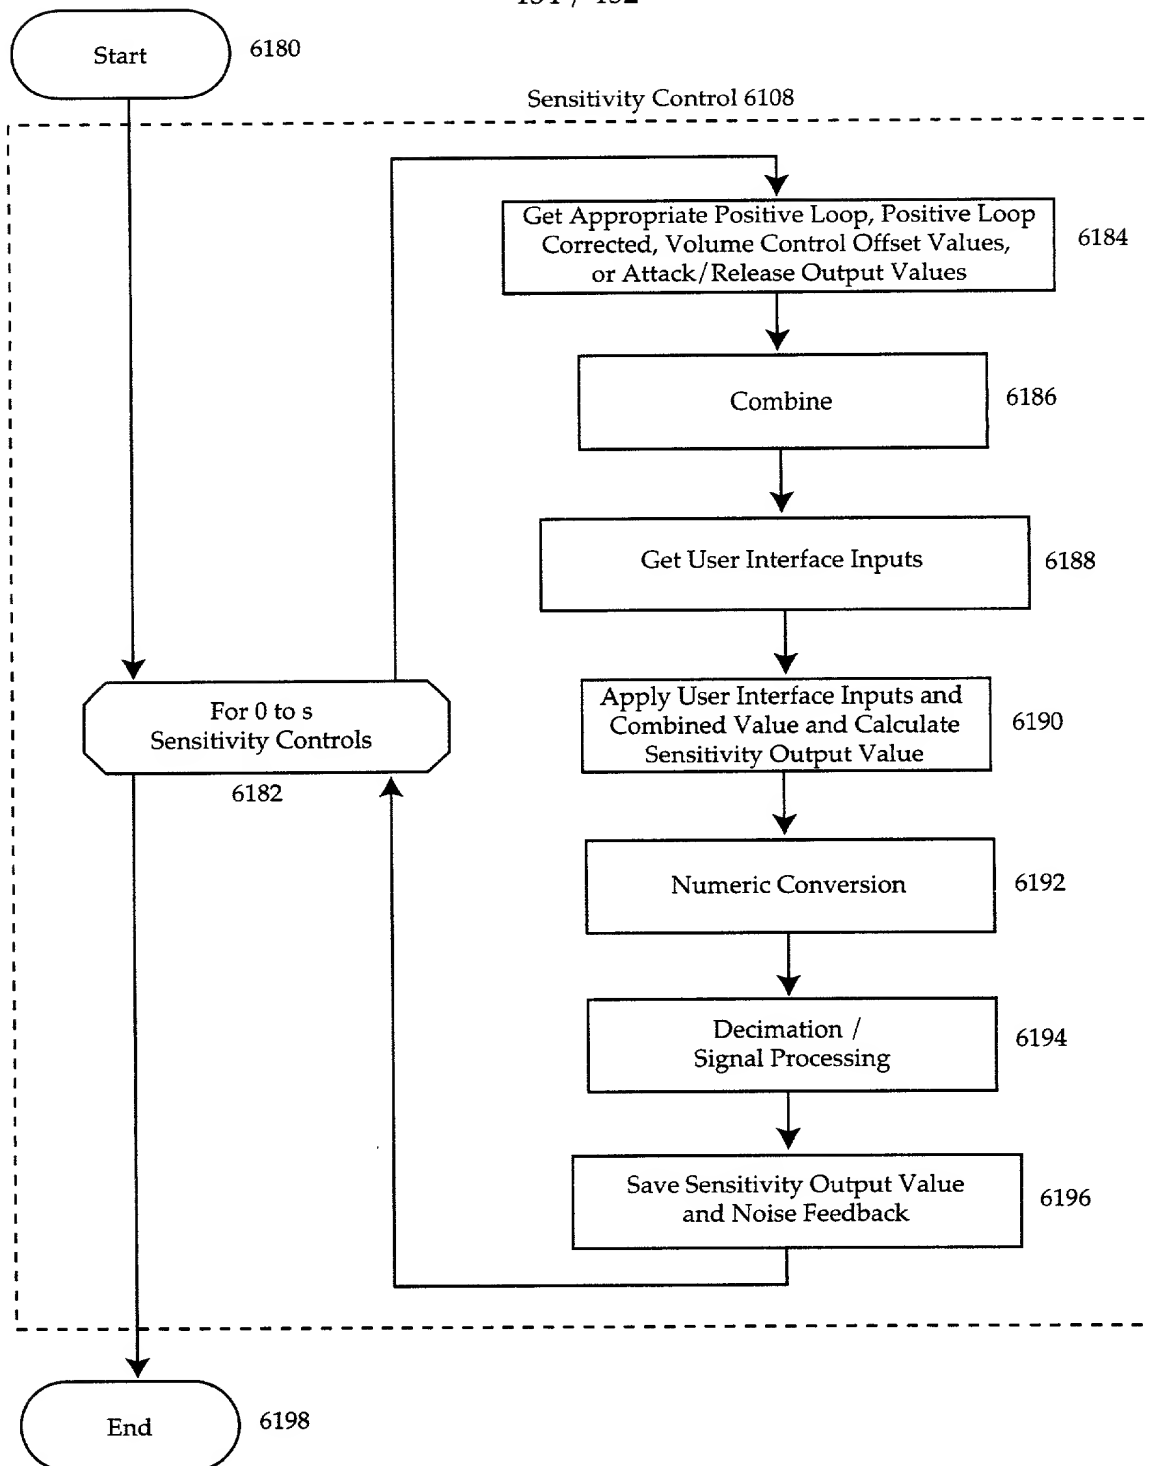 Start
6180
Sensitivity Control 6108
Get Appropriate Positive Loop, Positive Loop
Corrected, Volume Control Offset Values,
or Attack/Release Output Values
6184
Combine
6186
Get User Interface Inputs
6188
Apply User Interface Inputs and
Combined Value and Calculate
Sensitivity Output Value
6190
For 0 to s
Sensitivity Controls
6182
Numeric Conversion
6192
Decimation /
Signal Processing
6194
Save Sensitivity Output Value
and Noise Feedback
6196
End
6198